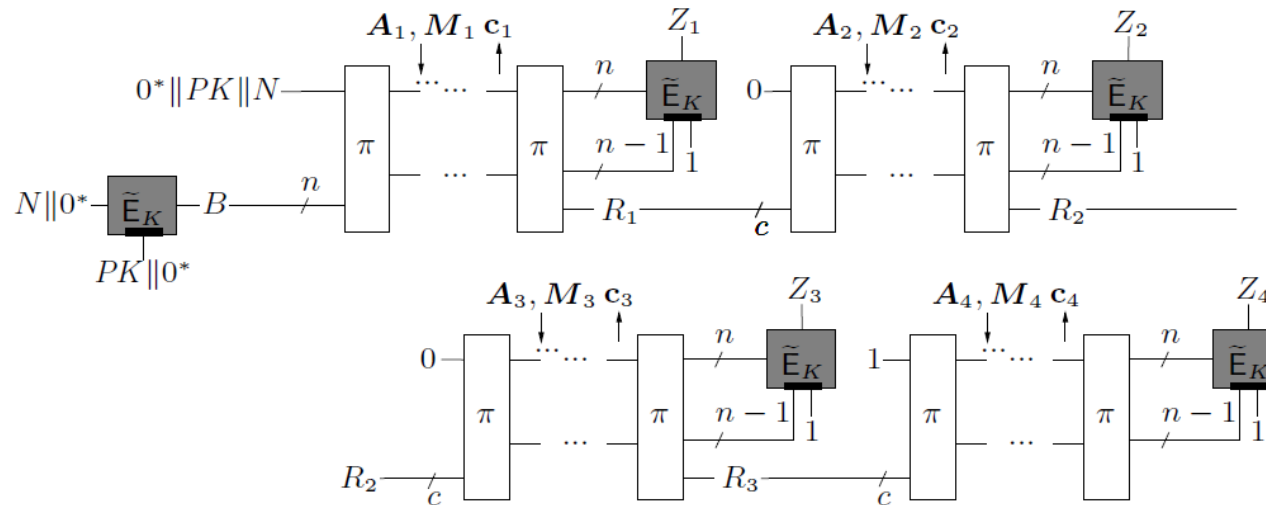 A₁, M₁ c₁ Z₁ A₂, M₂ c₂ Z₂
0*‖PK‖N ... ... n Ẽ_K 0 ... ... n Ẽ_K
π π n − 1 1 π π n − 1 1
N‖0* Ẽ_K B n ... R₁ c ... R₂
PK‖0*
A₃, M₃ c₃ Z₃ A₄, M₄ c₄ Z₄
0 ... ... n Ẽ_K 1 ... ... n Ẽ_K
π π n − 1 1 π π n − 1 1
R₂ c ... R₃ c ...